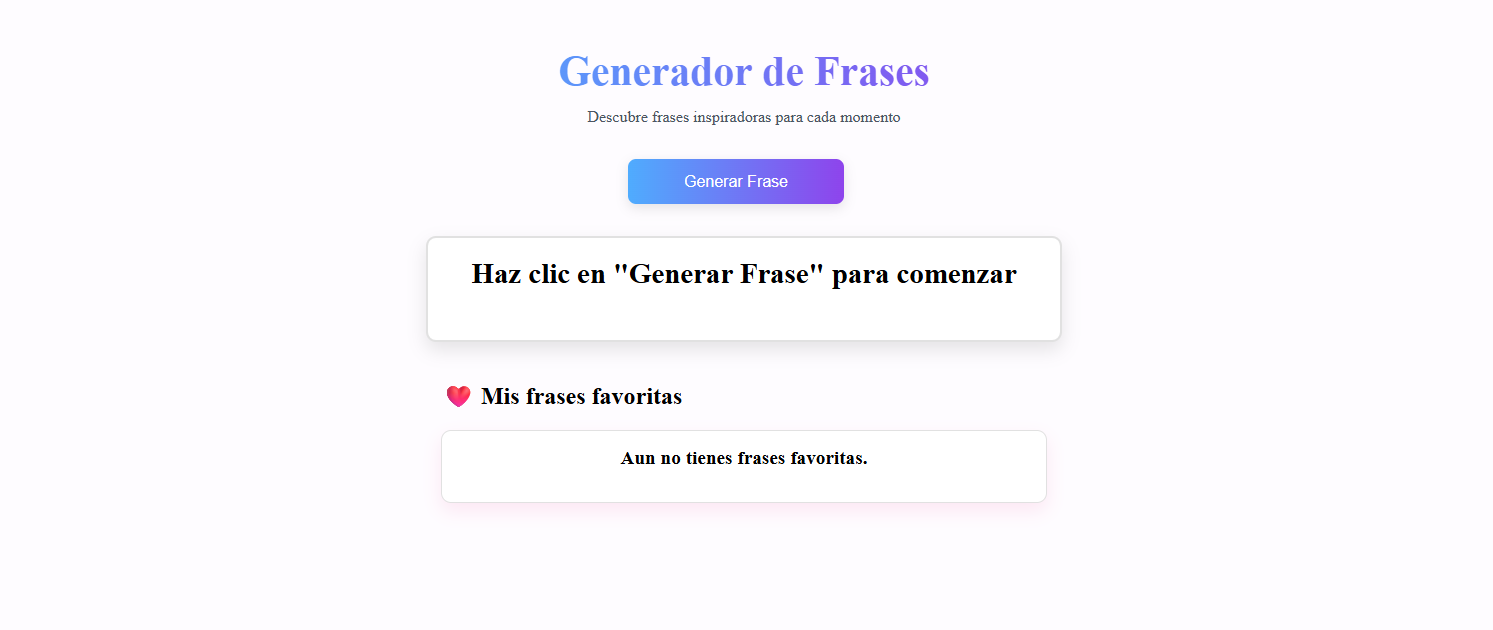 Generador de Frases
Descubre frases inspiradoras para cada momento
Generar Frase
Haz clic en "Generar Frase" para comenzar
Mis frases favoritas
Aun no tienes frases favoritas.